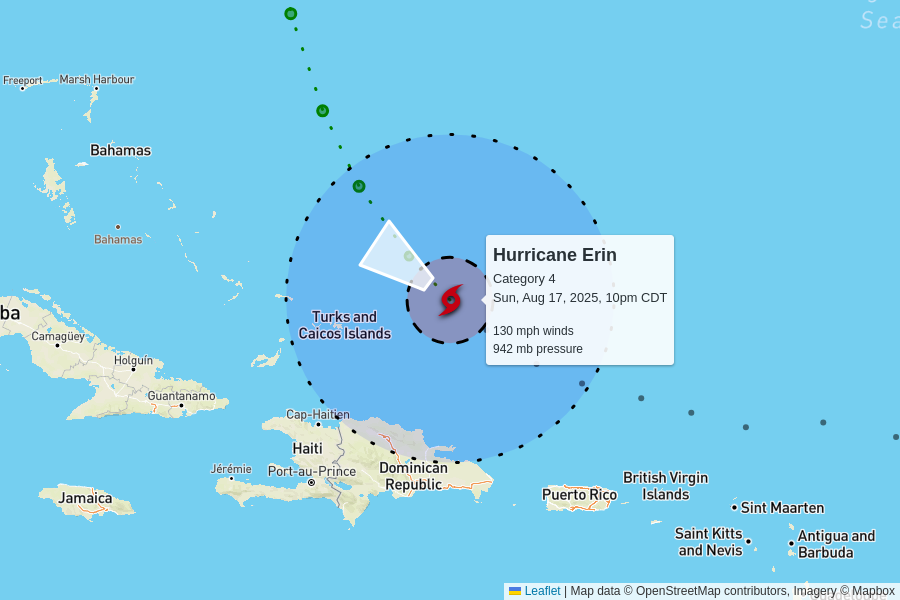 Sea
Freeport
Marsh Harbour
Bahamas
Bahamas
Hurricane Erin
Category 4
Sun, Aug 17, 2025, 10pm CDT
130 mph winds
942 mb pressure
Turks and
Caicos Islands
ba
Camagüey
Holguín
Guantanamo
Cap-Haïtien
Haiti
Jérémie
Port-au-Prince
Dominican
Republic
Jamaica
Puerto Rico
British Virgin
Islands
Sint Maarten
Saint Kitts
and Nevis
Antigua and
Barbuda
Leaflet | Map data © OpenStreetMap contributors, Imagery © Mapbox